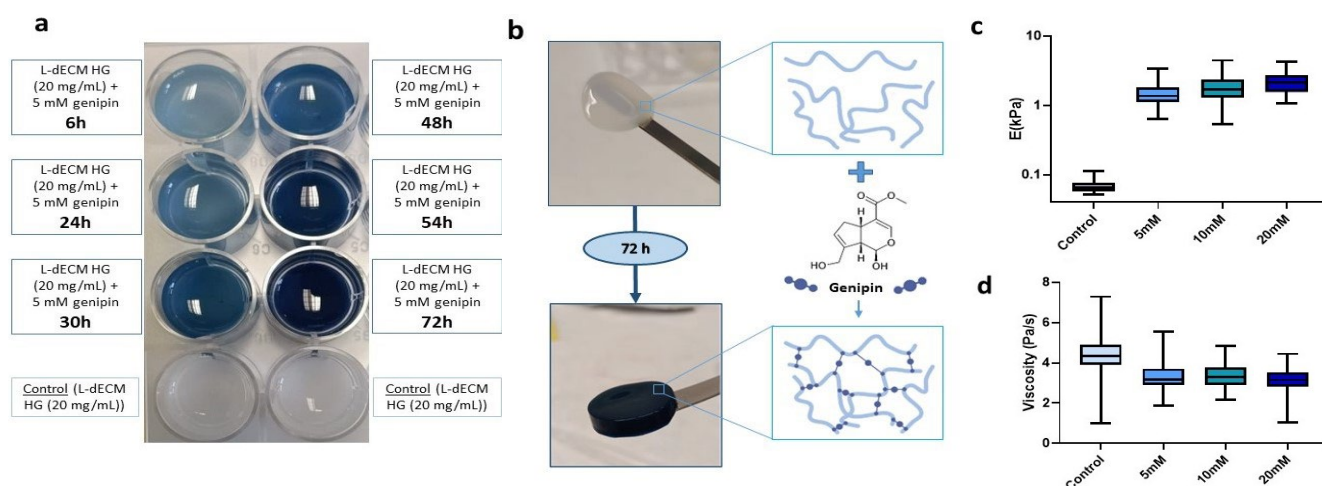 a
L-dECM HG
(20 mg/mL) +
5 mM genipin
6h
L-dECM HG
(20 mg/mL) +
5 mM genipin
24h
L-dECM HG
(20 mg/mL) +
5 mM genipin
30h
Control (L-dECM
HG (20 mg/mL))
L-dECM HG
(20 mg/mL) +
5 mM genipin
48h
L-dECM HG
(20 mg/mL) +
5 mM genipin
54h
L-dECM HG
(20 mg/mL) +
5 mM genipin
72h
Control (L-dECM
HG (20 mg/mL))
b
72 h
O
O
O
H
H
HO
OH
Genipin
c
E(kPa)
10
1
0.1
Control
5mM
10mM
20mM
d
Viscosity (Pa/s)
8
6
4
2
0
Control
5mM
10mM
20mM